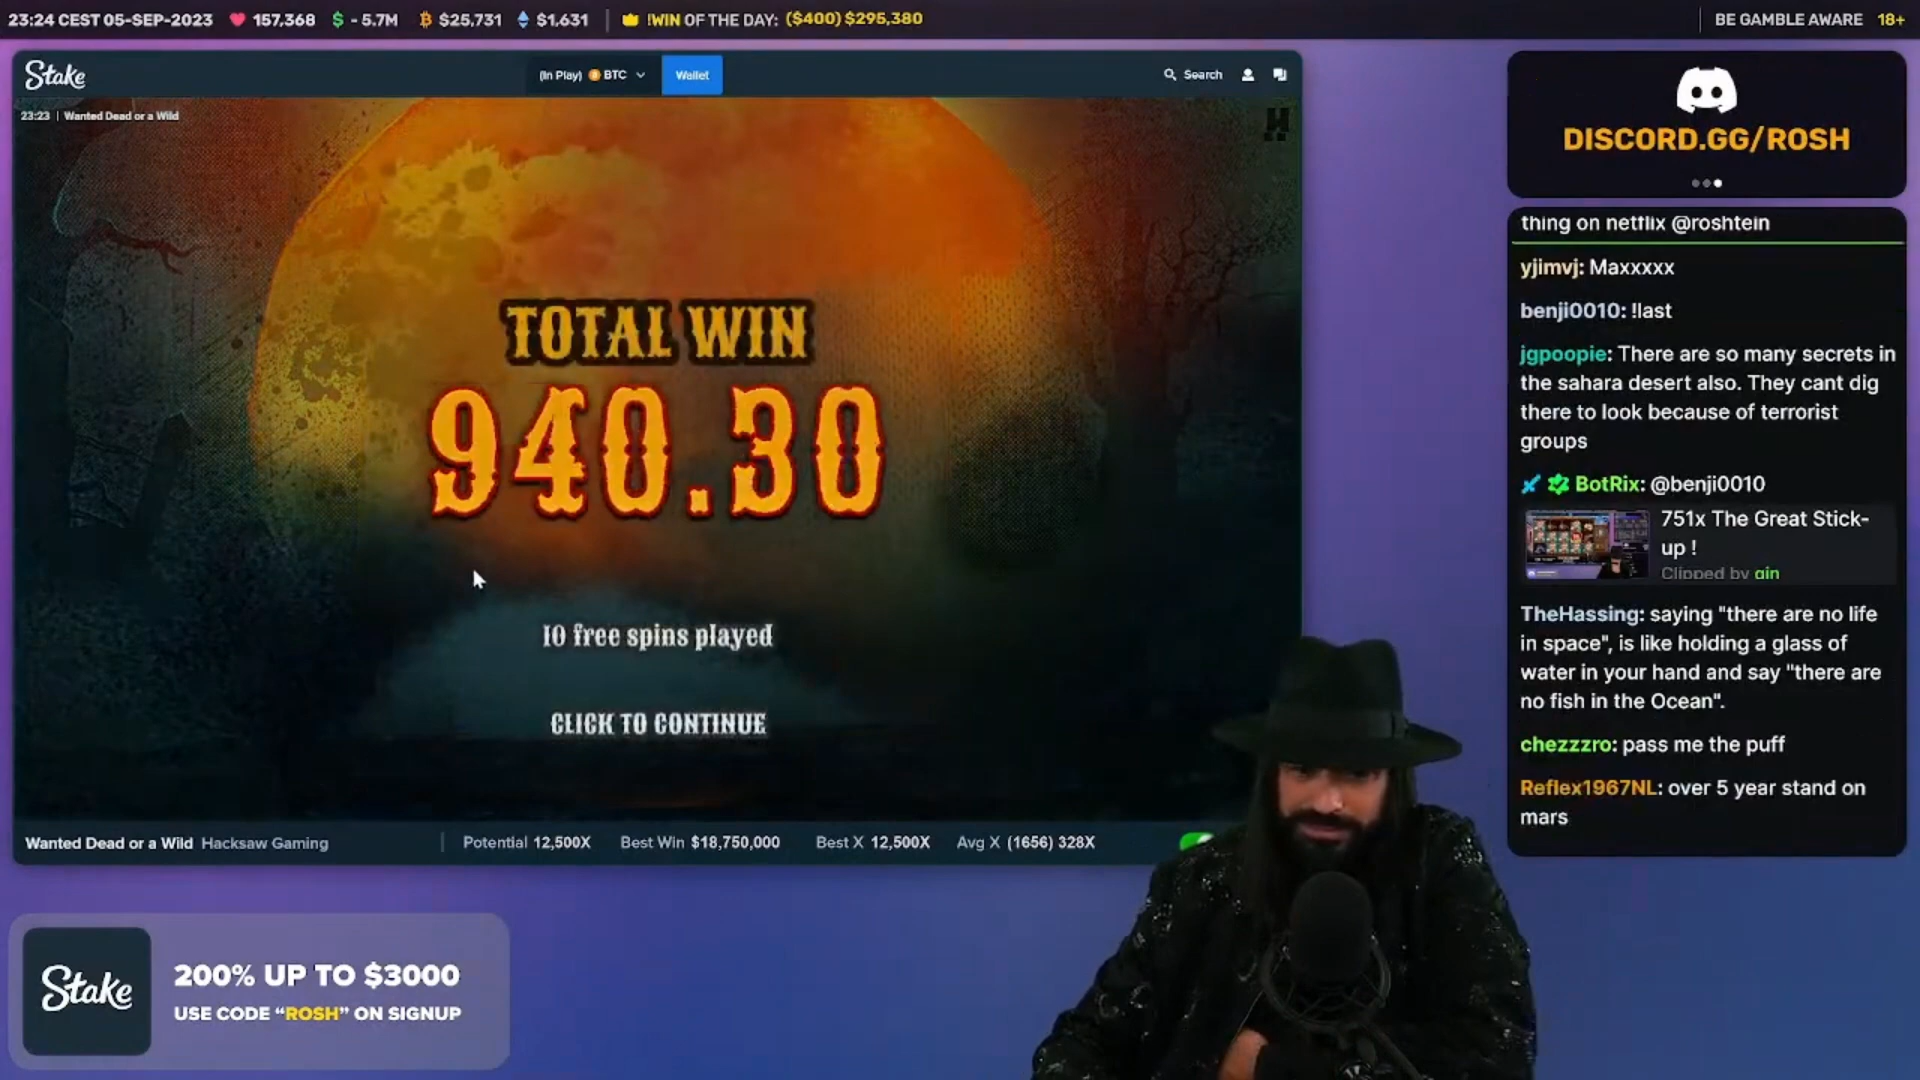 23:24 CEST 05-SEP-2023 157,368 $ - 5.7M $25,731 $1,631 !WIN OF THE DAY: ($400) $295,380
BE GAMBLE AWARE 18+
Stake
(In Play) BTC
Wallet
Search
23:23 | Wanted Dead or a Wild
TOTAL WIN
940.30
10 free spins played
CLICK TO CONTINUE
Wanted Dead or a Wild Hacksaw Gaming
Potential 12,500X Best Win $18,750,000 Best X 12,500X Avg X (1656) 328X
Stake
200% UP TO $3000
USE CODE “ROSH” ON SIGNUP
DISCORD.GG/ROSH
thing on netflix @roshtein
yjimvj: Maxxxxx
benji0010: !last
jgpoopie: There are so many secrets in
the sahara desert also. They cant dig
there to look because of terrorist
groups
BotRix: @benji0010
751x The Great Stick-
up !
Clipped by gin
TheHassing: saying "there are no life
in space", is like holding a glass of
water in your hand and say "there are
no fish in the Ocean".
chezzzro: pass me the puff
Reflex1967NL: over 5 year stand on
mars